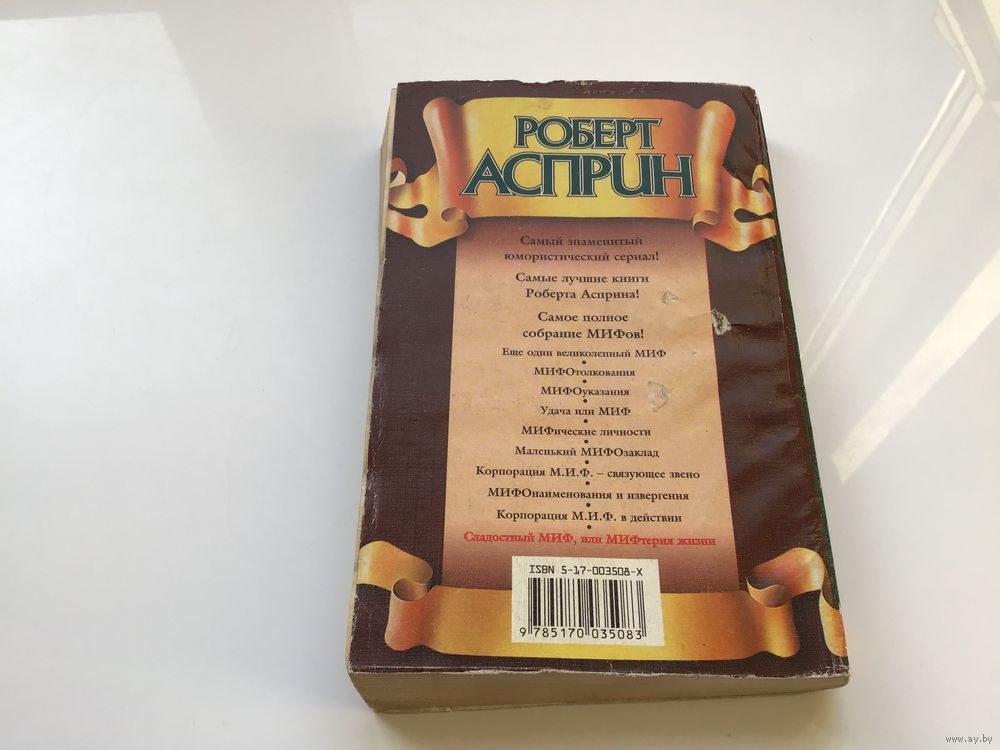 РОБЕРТ
АСПРИН
Самый знаменитый
юмористический сериал!
Самые лучшие книги
Роберта Асприна!
Самое полное
собрание МИФов!
Еще один великолепный МИФ
МИФОтолкования
МИФОуказания
Удача или МИФ
МИФические личности
Маленький МИФОзаклад
Корпорация М.И.Ф. – связующее звено
МИФОнаименования и извергения
Корпорация М.И.Ф. в действии
Сладостный МИФ, или МИФтерия жизни
ISBN 5-17-003508-X
9 785170 035083
www.ay.by